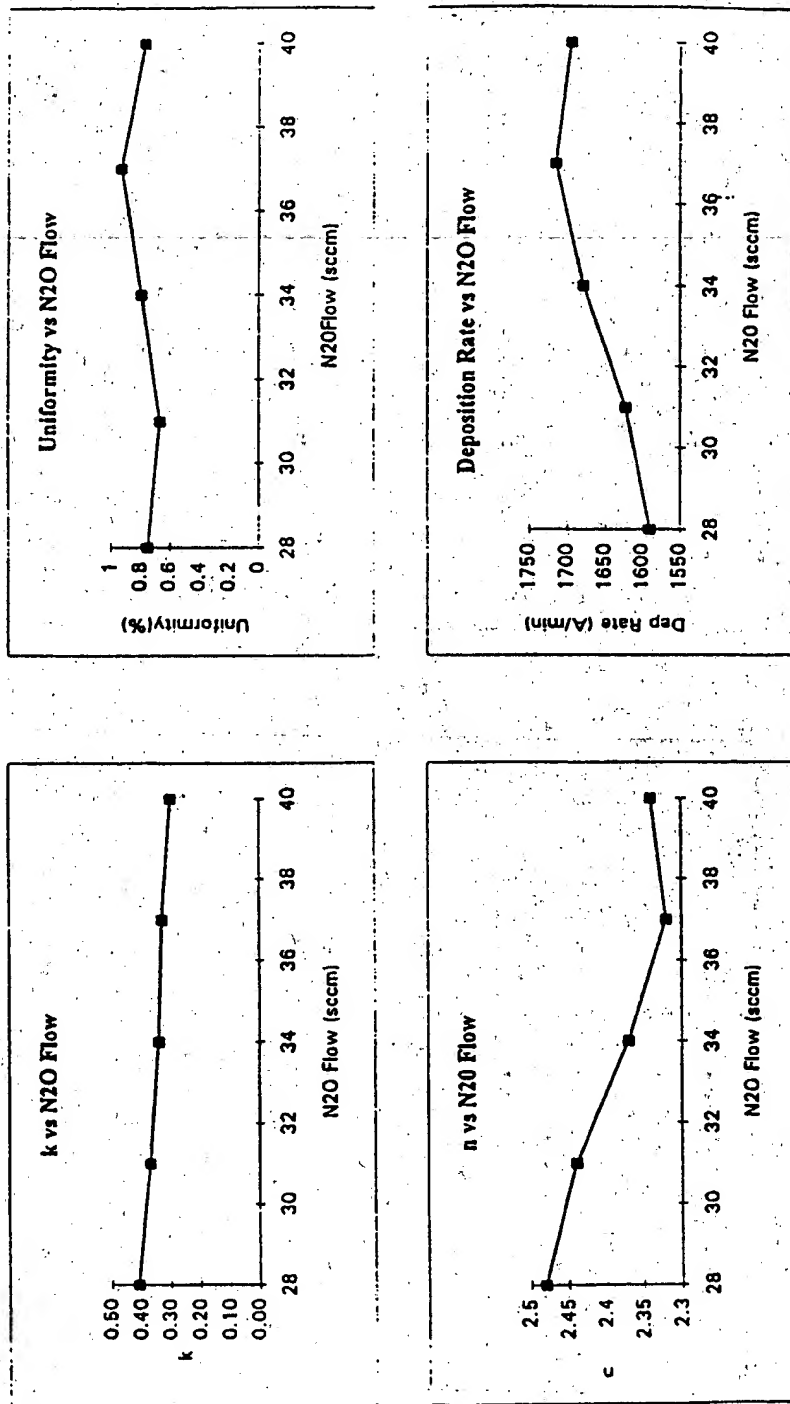 k vs N2O Flow
0.50
0.40
0.30
0.20
0.10
0.00
k
28 30 32 34 36 38 40
N2O Flow (sccm)
Uniformity vs N2O Flow
1
0.8
0.6
0.4
0.2
0
Uniformity(%)
28 30 31 34 36 38 40
N2OFlow (sccm)
n vs N20 Flow
2.5
2.45
2.4
2.35
2.3
n
28 30 32 34 36 38 40
N2O Flow (sccm)
Deposition Rate vs N2O Flow
1750
1700
1650
1600
1550
Dep Rate (A/min)
28 30 32 34 36 38 40
N2O Flow (sccm)